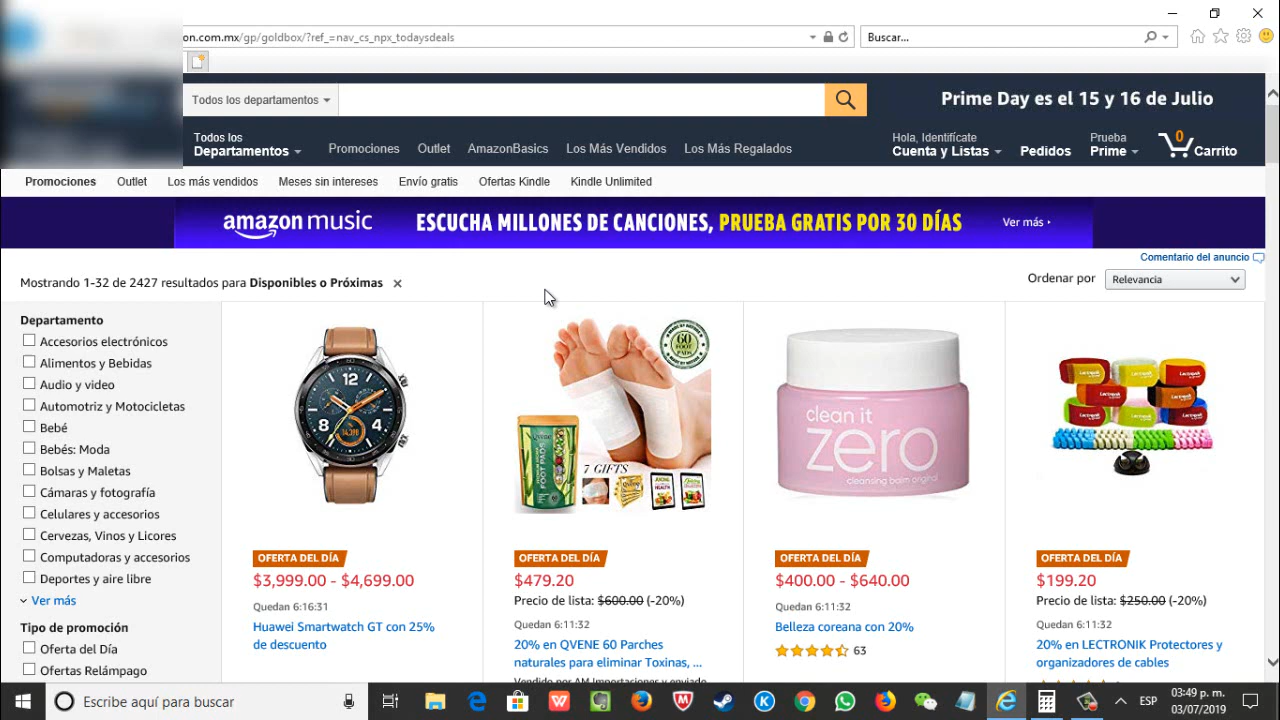 on.com.mx/gp/goldbox/?ref_=nav_cs_npx_todaysdeals
Buscar...
Todos los departamentos
Prime Day es el 15 y 16 de Julio
Todos los
Departamentos
Promociones
Outlet
AmazonBasics
Los Más Vendidos
Los Más Regalados
Hola, Identifícate
Cuenta y Listas
Pedidos
Prueba
Prime
0
Carrito
Promociones
Outlet
Los más vendidos
Meses sin intereses
Envío gratis
Ofertas Kindle
Kindle Unlimited
amazon music
ESCUCHA MILLONES DE CANCIONES, PRUEBA GRATIS POR 30 DÍAS
Ver más
Comentario del anuncio
Mostrando 1-32 de 2427 resultados para Disponibles o Próximas
Ordenar por
Relevancia
Departamento
Accesorios electrónicos
Alimentos y Bebidas
Audio y video
Automotriz y Motocicletas
Bebé
Bebés: Moda
Bolsas y Maletas
Cámaras y fotografía
Celulares y accesorios
Cervezas, Vinos y Licores
Computadoras y accesorios
Deportes y aire libre
Ver más
Tipo de promoción
Oferta del Día
Ofertas Relámpago
12
8
4
OFERTA DEL DÍA
$3,999.00 - $4,699.00
Quedan 6:16:31
Huawei Smartwatch GT con 25%
de descuento
60
FOOT PADS
QVENE
FOOT PADS
7 GIFTS
OFERTA DEL DÍA
$479.20
Precio de lista: $600.00 (-20%)
Quedan 6:11:32
20% en QVENE 60 Parches
naturales para eliminar Toxinas, ...
Vendido por AM Importaciones y enviado
clean it
zero
cleansing balm original
OFERTA DEL DÍA
$400.00 - $640.00
Quedan 6:11:32
Belleza coreana con 20%
63
Lectronik
OFERTA DEL DÍA
$199.20
Precio de lista: $250.00 (-20%)
Quedan 6:11:32
20% en LECTRONIK Protectores y
organizadores de cables
Escribe aquí para buscar
ESP
03:49 p. m.
03/07/2019